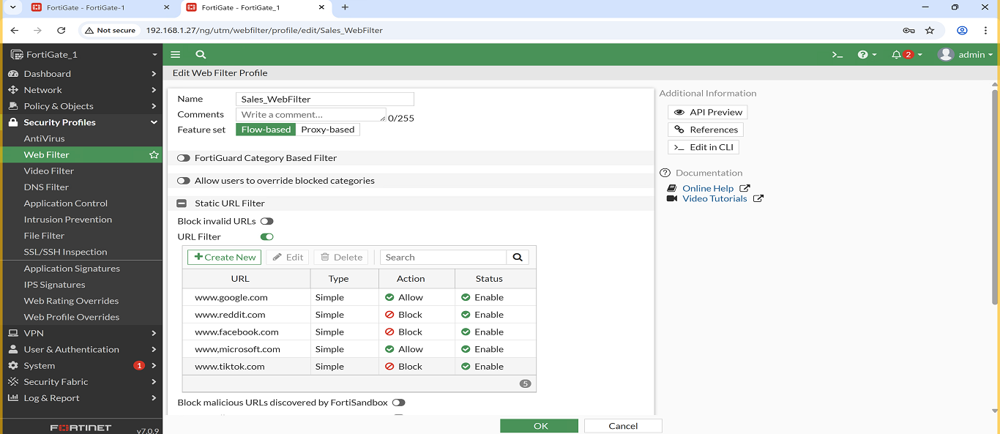 FortiGate - FortiGate-1
FortiGate - FortiGate_1
Not secure 192.168.1.27/ng/utm/webfilter/profile/edit/Sales_WebFilter
FortiGate_1
2 admin
Dashboard
Network
Policy & Objects
Security Profiles
AntiVirus
Web Filter
Video Filter
DNS Filter
Application Control
Intrusion Prevention
File Filter
SSL/SSH Inspection
Application Signatures
IPS Signatures
Web Rating Overrides
Web Profile Overrides
VPN
User & Authentication
System 1
Security Fabric
Log & Report
FORTINET v7.0.9
Edit Web Filter Profile
Name Sales_WebFilter
Comments Write a comment... 0/255
Feature set Flow-based Proxy-based
FortiGuard Category Based Filter
Allow users to override blocked categories
Static URL Filter
Block invalid URLs
URL Filter
Create New Edit Delete Search
URL Type Action Status
www.google.com Simple Allow Enable
www.reddit.com Simple Block Enable
www.facebook.com Simple Block Enable
www,microsoft.com Simple Allow Enable
www.tiktok.com Simple Block Enable
5
Block malicious URLs discovered by FortiSandbox
OK Cancel
Additional Information
API Preview
References
>_ Edit in CLI
Documentation
Online Help
Video Tutorials